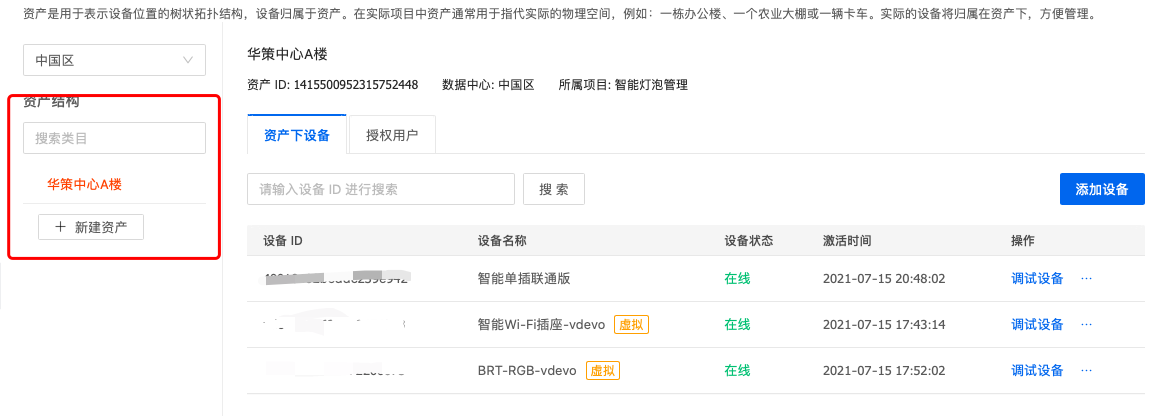 资产是用于表示设备位置的树状拓扑结构，设备归属于资产。在实际项目中资产通常用于指代实际的物理空间，例如：一栋办公楼、一个农业大棚或一辆卡车。实际的设备将归属在资产下，方便管理。
中国区
资产结构
搜索类目
华策中心A楼
新建资产
华策中心A楼
资产 ID: 1415500952315752448 数据中心: 中国区 所属项目: 智能灯泡管理
资产下设备 授权用户
请输入设备 ID 进行搜索 搜 索 添加设备
设备 ID 设备名称 设备状态 激活时间 操作
智能单插联通版 在线 2021-07-15 20:48:02 调试设备 ···
智能Wi-Fi插座-vdevo 虚拟 在线 2021-07-15 17:43:14 调试设备 ···
BRT-RGB-vdevo 虚拟 在线 2021-07-15 17:52:02 调试设备 ···